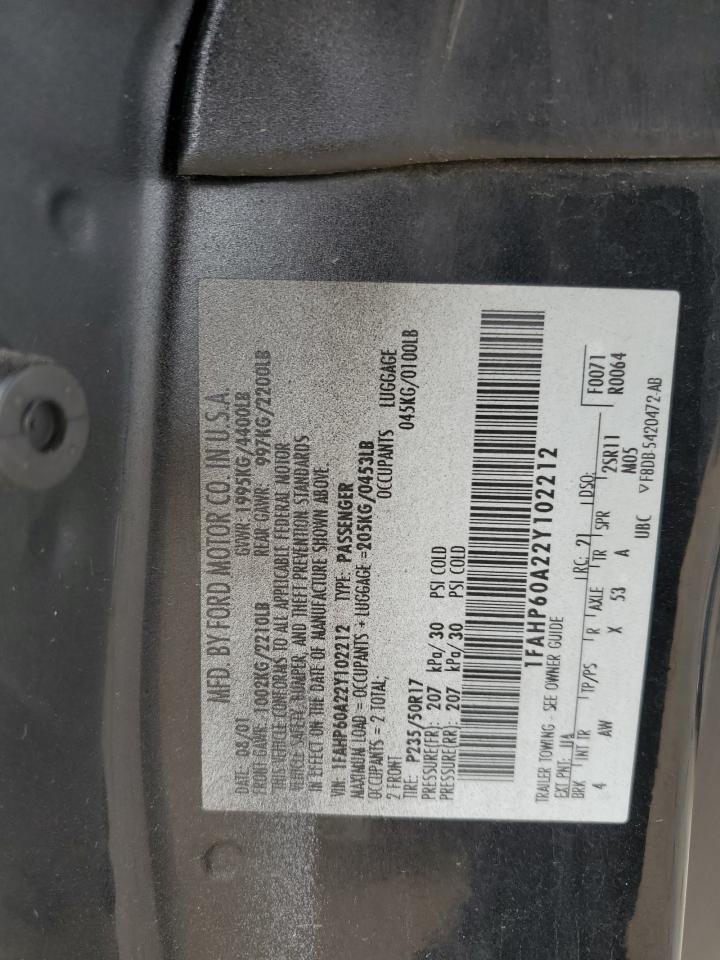 MFD. BY FORD MOTOR CO. IN U.S.A.
DATE: 08/01 GVWR: 1995KG/4400LB
FRONT GAWR: 1002KG/2210LB REAR GAWR: 997KG/2200LB
THIS VEHICLE CONFORMS TO ALL APPLICABLE FEDERAL MOTOR
VEHICLE SAFETY, BUMPER, AND THEFT PREVENTION STANDARDS
IN EFFECT ON THE DATE OF MANUFACTURE SHOWN ABOVE.
VIN: 1FAHP60A22Y102212 TYPE: PASSENGER
MAXIMUM LOAD = OCCUPANTS + LUGGAGE = 205KG/0453LB
OCCUPANTS = 2 TOTAL; OCCUPANTS LUGGAGE
2 FRONT 045KG/0100LB
TIRE: P235/50R17
PRESSURE(FR): 207 kPa/ 30 PSI COLD
PRESSURE(RR): 207 kPa/ 30 PSI COLD
1FAHP60A22Y102212
TRAILER TOWING - SEE OWNER GUIDE
EXT PNT: UA RC: 21 DSO:
BRK INT TR TP/PS R AXLE TR SPR 2SR11 F0071
4 AW X 53 A M05 R0064
UBC ▽F8DB-5420472-AB